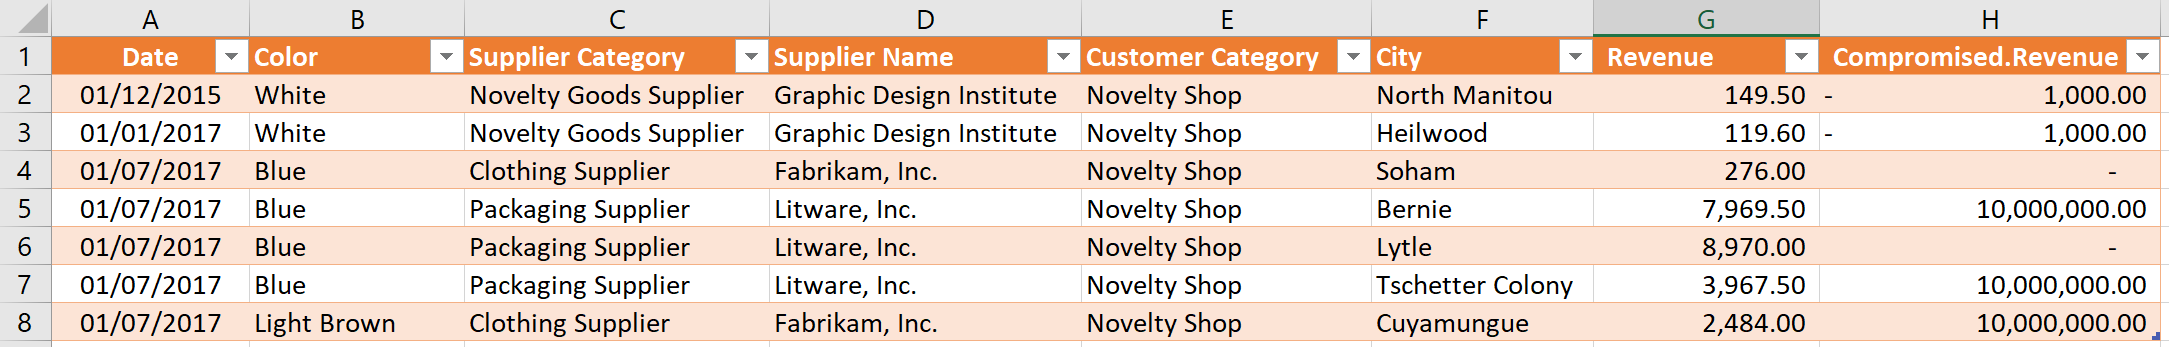 A B C D E F G H
1 Date Color Supplier Category Supplier Name Customer Category City Revenue Compromised.Revenue
2 01/12/2015 White Novelty Goods Supplier Graphic Design Institute Novelty Shop North Manitou 149.50 - 1,000.00
3 01/01/2017 White Novelty Goods Supplier Graphic Design Institute Novelty Shop Heilwood 119.60 - 1,000.00
4 01/07/2017 Blue Clothing Supplier Fabrikam, Inc. Novelty Shop Soham 276.00 -
5 01/07/2017 Blue Packaging Supplier Litware, Inc. Novelty Shop Bernie 7,969.50 10,000,000.00
6 01/07/2017 Blue Packaging Supplier Litware, Inc. Novelty Shop Lytle 8,970.00 -
7 01/07/2017 Blue Packaging Supplier Litware, Inc. Novelty Shop Tschetter Colony 3,967.50 10,000,000.00
8 01/07/2017 Light Brown Clothing Supplier Fabrikam, Inc. Novelty Shop Cuyamungue 2,484.00 10,000,000.00